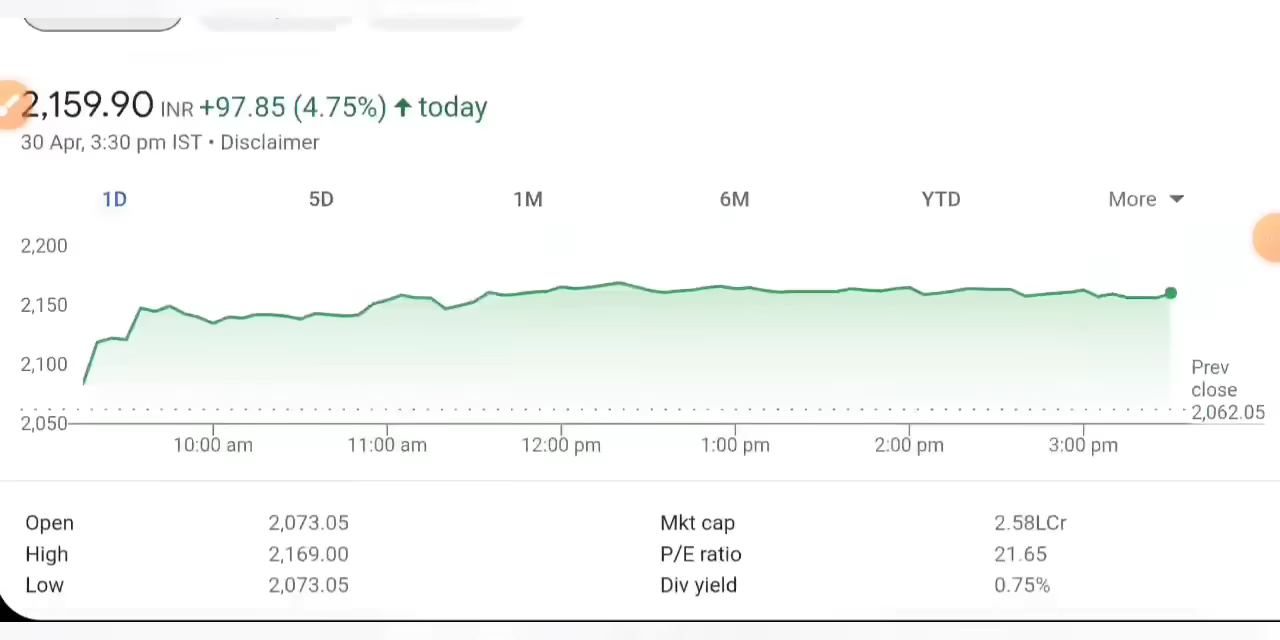 2,159.90 INR +97.85 (4.75%) ↑ today
30 Apr, 3:30 pm IST • Disclaimer
1D 5D 1M 6M YTD More
2,200
2,150
2,100
2,050
Prev
close
2,062.05
10:00 am 11:00 am 12:00 pm 1:00 pm 2:00 pm 3:00 pm
Open 2,073.05 Mkt cap 2.58LCr
High 2,169.00 P/E ratio 21.65
Low 2,073.05 Div yield 0.75%